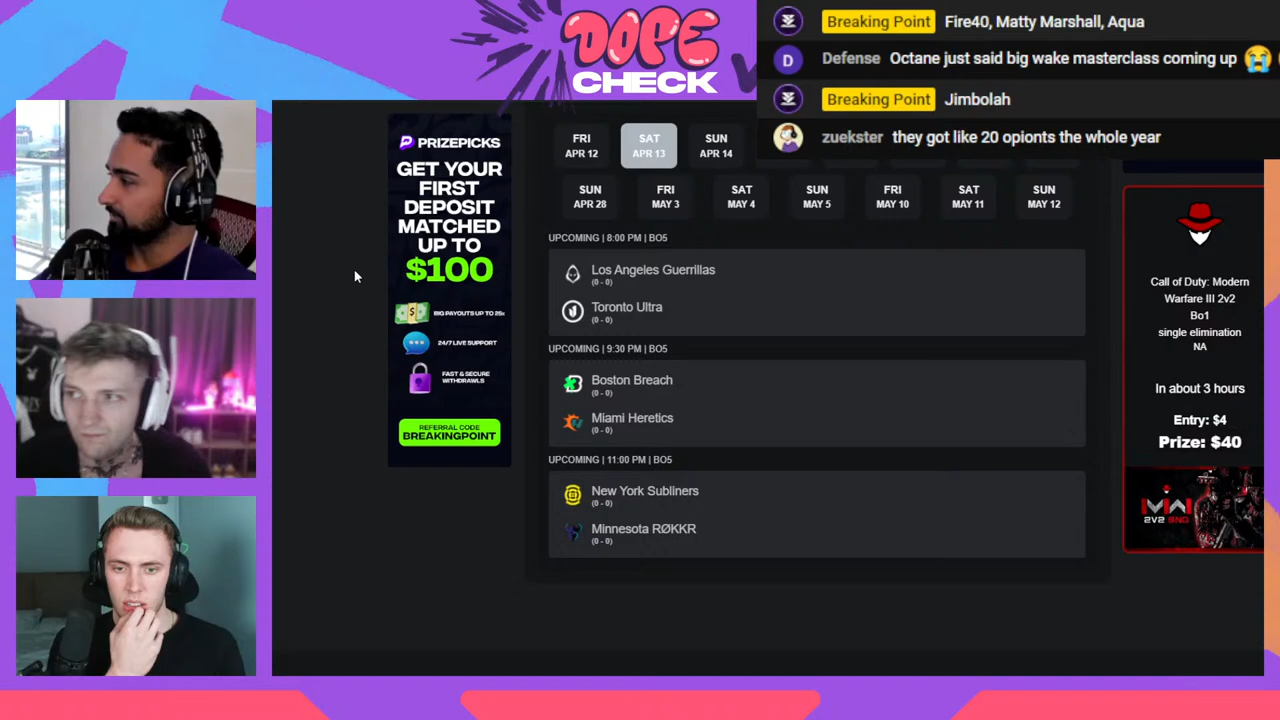 DOPE
CHECK
Breaking Point Fire40, Matty Marshall, Aqua
D Defense Octane just said big wake masterclass coming up 😭
Breaking Point Jimbolah
zuekster they got like 20 opionts the whole year
PRIZEPICKS
GET YOUR
FIRST
DEPOSIT
MATCHED
UP TO
$100
BIG PAYOUTS UP TO 25x
24/7 LIVE SUPPORT
FAST & SECURE
WITHDRAWLS
REFERRAL CODE
BREAKINGPOINT
FRI
APR 12
SAT
APR 13
SUN
APR 14
SUN
APR 28
FRI
MAY 3
SAT
MAY 4
SUN
MAY 5
FRI
MAY 10
SAT
MAY 11
SUN
MAY 12
UPCOMING | 8:00 PM | BO5
Los Angeles Guerrillas
(0 - 0)
Toronto Ultra
(0 - 0)
UPCOMING | 9:30 PM | BO5
Boston Breach
(0 - 0)
Miami Heretics
(0 - 0)
UPCOMING | 11:00 PM | BO5
New York Subliners
(0 - 0)
Minnesota RØKKR
(0 - 0)
Call of Duty: Modern
Warfare III 2v2
Bo1
single elimination
NA
In about 3 hours
Entry: $4
Prize: $40
MW
2V2 SND